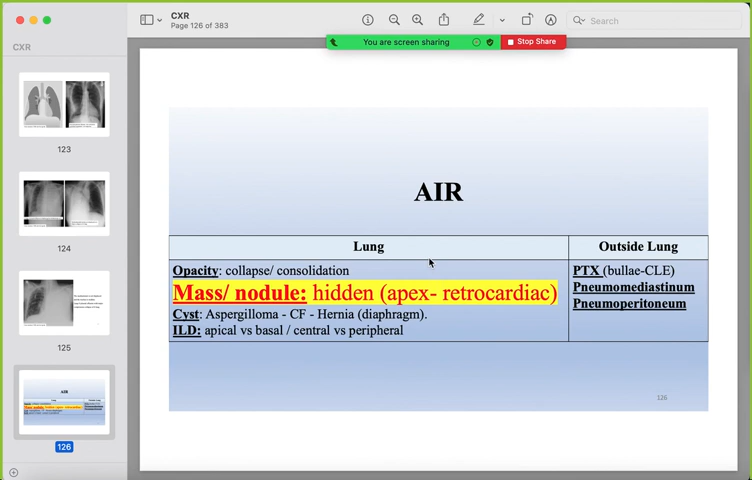 CXR
Page 126 of 383
Search
You are screen sharing
Stop Share
CXR
123
124
125
126
AIR
Lung
Outside Lung
Opacity: collapse/ consolidation
Mass/ nodule: hidden (apex- retrocardiac)
Cyst: Aspergilloma - CF - Hernia (diaphragm).
ILD: apical vs basal / central vs peripheral
PTX (bullae-CLE)
Pneumomediastinum
Pneumoperitoneum
126